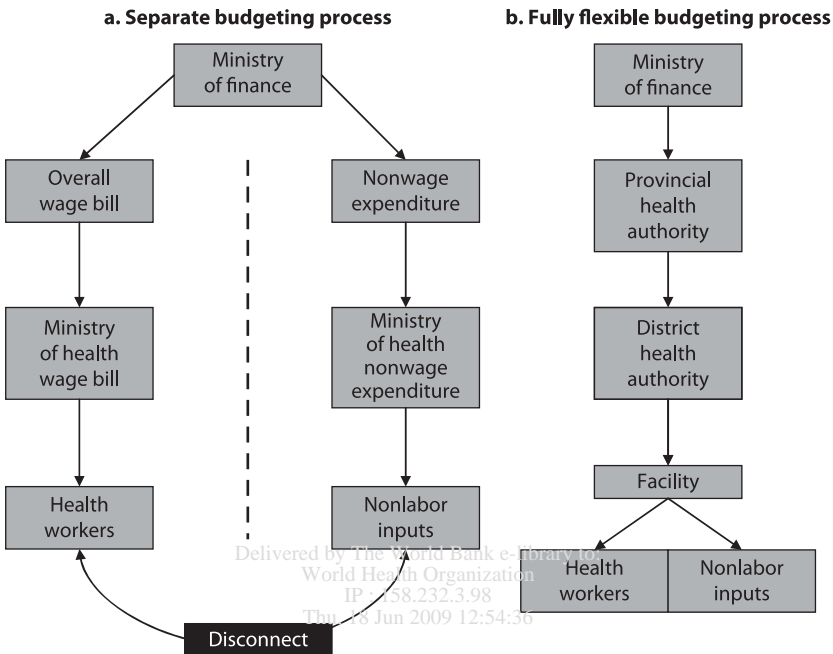 a. Separate budgeting process
Ministry
of finance
Overall
wage bill
Nonwage
expenditure
Ministry
of health
wage bill
Ministry
of health
nonwage
expenditure
Health
workers
Nonlabor
inputs
Disconnect
b. Fully flexible budgeting process
Ministry
of finance
Provincial
health
authority
District
health
authority
Facility
Health
workers
Nonlabor
inputs
Delivered by The World Bank e-library to:
World Health Organization
IP : 158.232.3.98
Thu, 18 Jun 2009 12:54:36